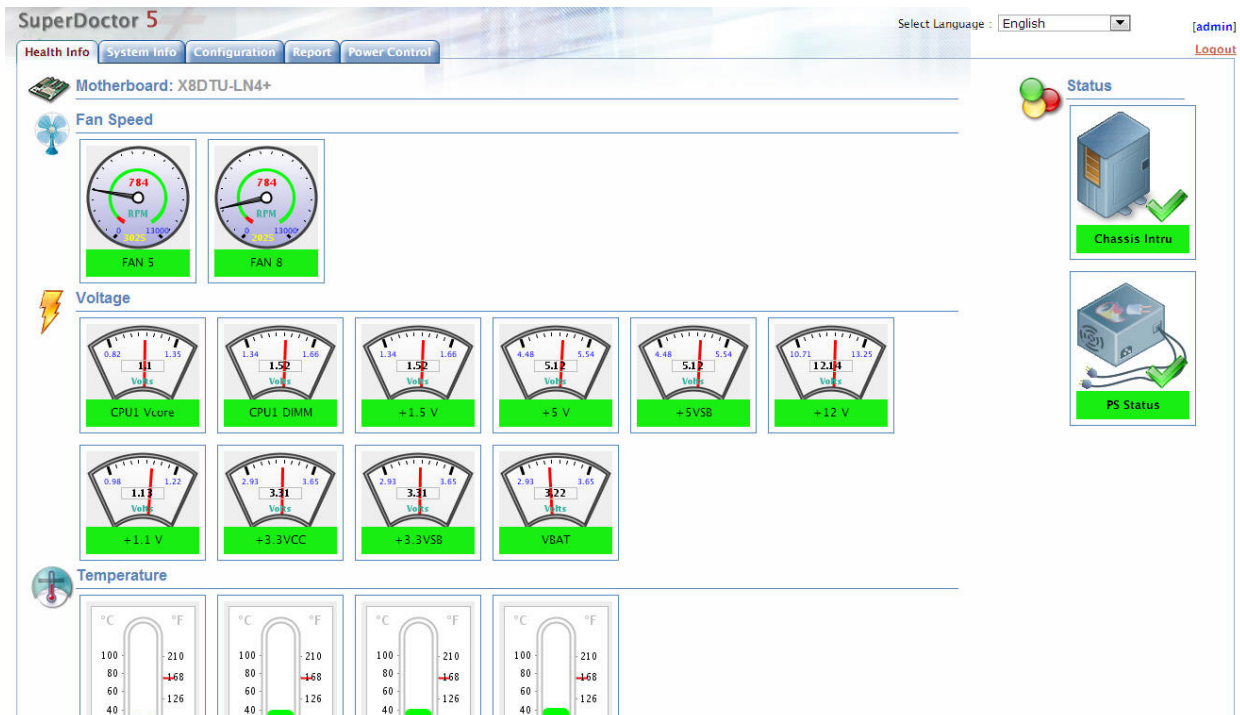 SuperDoctor 5
Select Language : English
[admin]
Health Info System Info Configuration Report Power Control
Logout
Motherboard: X8DTU-LN4+
Status
Fan Speed
784 784
RPM RPM
0 13000 0 13000
3025 2025
FAN 5 FAN 8
Chassis Intru
Voltage
0.82 1.35 1.34 1.66 1.34 1.66 4.48 5.54 4.48 5.54 10.71 13.25
1.1 1.52 1.52 5.12 5.12 12.14
Volts Volts Volts Volts Volts Volts
CPU1 Vcore CPU1 DIMM +1.5 V +5 V +5VSB +12 V
PS Status
0.98 1.22 2.93 3.65 2.93 3.65 2.93 3.65
1.13 3.31 3.31 3.22
Volts Volts Volts Volts
+1.1 V +3.3VCC +3.3VSB VBAT
Temperature
°C °F °C °F °C °F °C °F
100 210 100 210 100 210 100 210
80 168 80 168 80 168 80 168
60 126 60 126 60 126 60 126
40 40 40 40